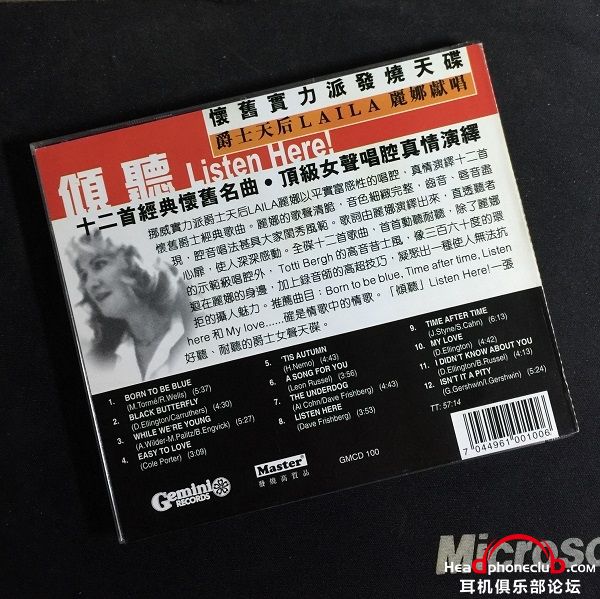 懷舊實力派發燒天碟
爵士天后LAILA 麗娜獻唱
傾聽 Listen Here!
十二首經典懷舊名曲·頂級女聲唱腔真情演繹
挪威實力派爵士天后LAILA麗娜以平實富感性的唱腔,真情演繹十二首
懷舊爵士經典歌曲。麗娜的歌聲清晰,音色細緻完整,齒音、唇音盡
現,腔音唱法甚具大家閨秀風範。歌詞由麗娜演繹出來,直透聽者
心扉,使人深深感動。全碟十二首歌曲,首首動聽耐聽,除了麗娜
的示範級唱腔外,Totti Bergh的高音音士風,像三百六十度的環
迴在麗娜的身邊,加上錄音師的高超技巧,凝聚出一種使人無法抗
拒的攝人魅力。推薦曲目:Born to be blue, Time after time, Listen
here 和 My love......確是情歌中的情歌。「傾聽」Listen Here!一張
好聽、耐聽的爵士女聲天碟。
1. BORN TO BE BLUE
(M.Tormé/R.Wells) (5:37)
2. BLACK BUTTERFLY
(D.Ellington/Carruthers) (4:30)
3. WHILE WE'RE YOUNG
(A.Wilder-M.Palitz/B.Engvick) (5:27)
4. EASY TO LOVE
(Cole Porter) (3:09)
5. 'TIS AUTUMN
(H.Nemo) (4:43)
6. A SONG FOR YOU
(Leon Russel) (3:56)
7. THE UNDERDOG
(Al Cohn/Dave Frishberg) (4:44)
8. LISTEN HERE
(Dave Frishberg) (3:53)
9. TIME AFTER TIME
(J.Styne/S.Cahn) (6:13)
10. MY LOVE
(D.Ellington) (4:42)
11. I DIDN'T KNOW ABOUT YOU
(D.Ellington/B.Russel) (5:13)
12. ISN'T IT A PITY
(G.Gershwin/I.Gershwin) (5:24)
TT: 57:14
Gemini
RECORDS
Master
發燒高質品
GMCD 100
7 044961 001006
Microso
Headphoneclub.com
耳机俱乐部论坛